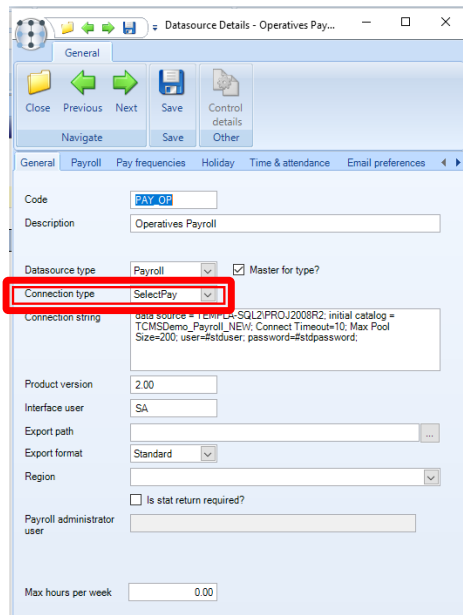 Datasource Details - Operatives Pay...
General
Close Previous Next Save Control details
Navigate Save Other
General Payroll Pay frequencies Holiday Time & attendance Email preferences
Code PAY_OP
Description Operatives Payroll
Datasource type Payroll Master for type?
Connection type SelectPay
Connection string data source = TEMPLA-SQL2\PROJ2008R2; initial catalog =
TCMSDemo_Payroll_NEW; Connect Timeout=10; Max Pool
Size=200; user=#stduser; password=#stdpassword;
Product version 2.00
Interface user SA
Export path ...
Export format Standard
Region
Is stat return required?
Payroll administrator
user
Max hours per week 0.00